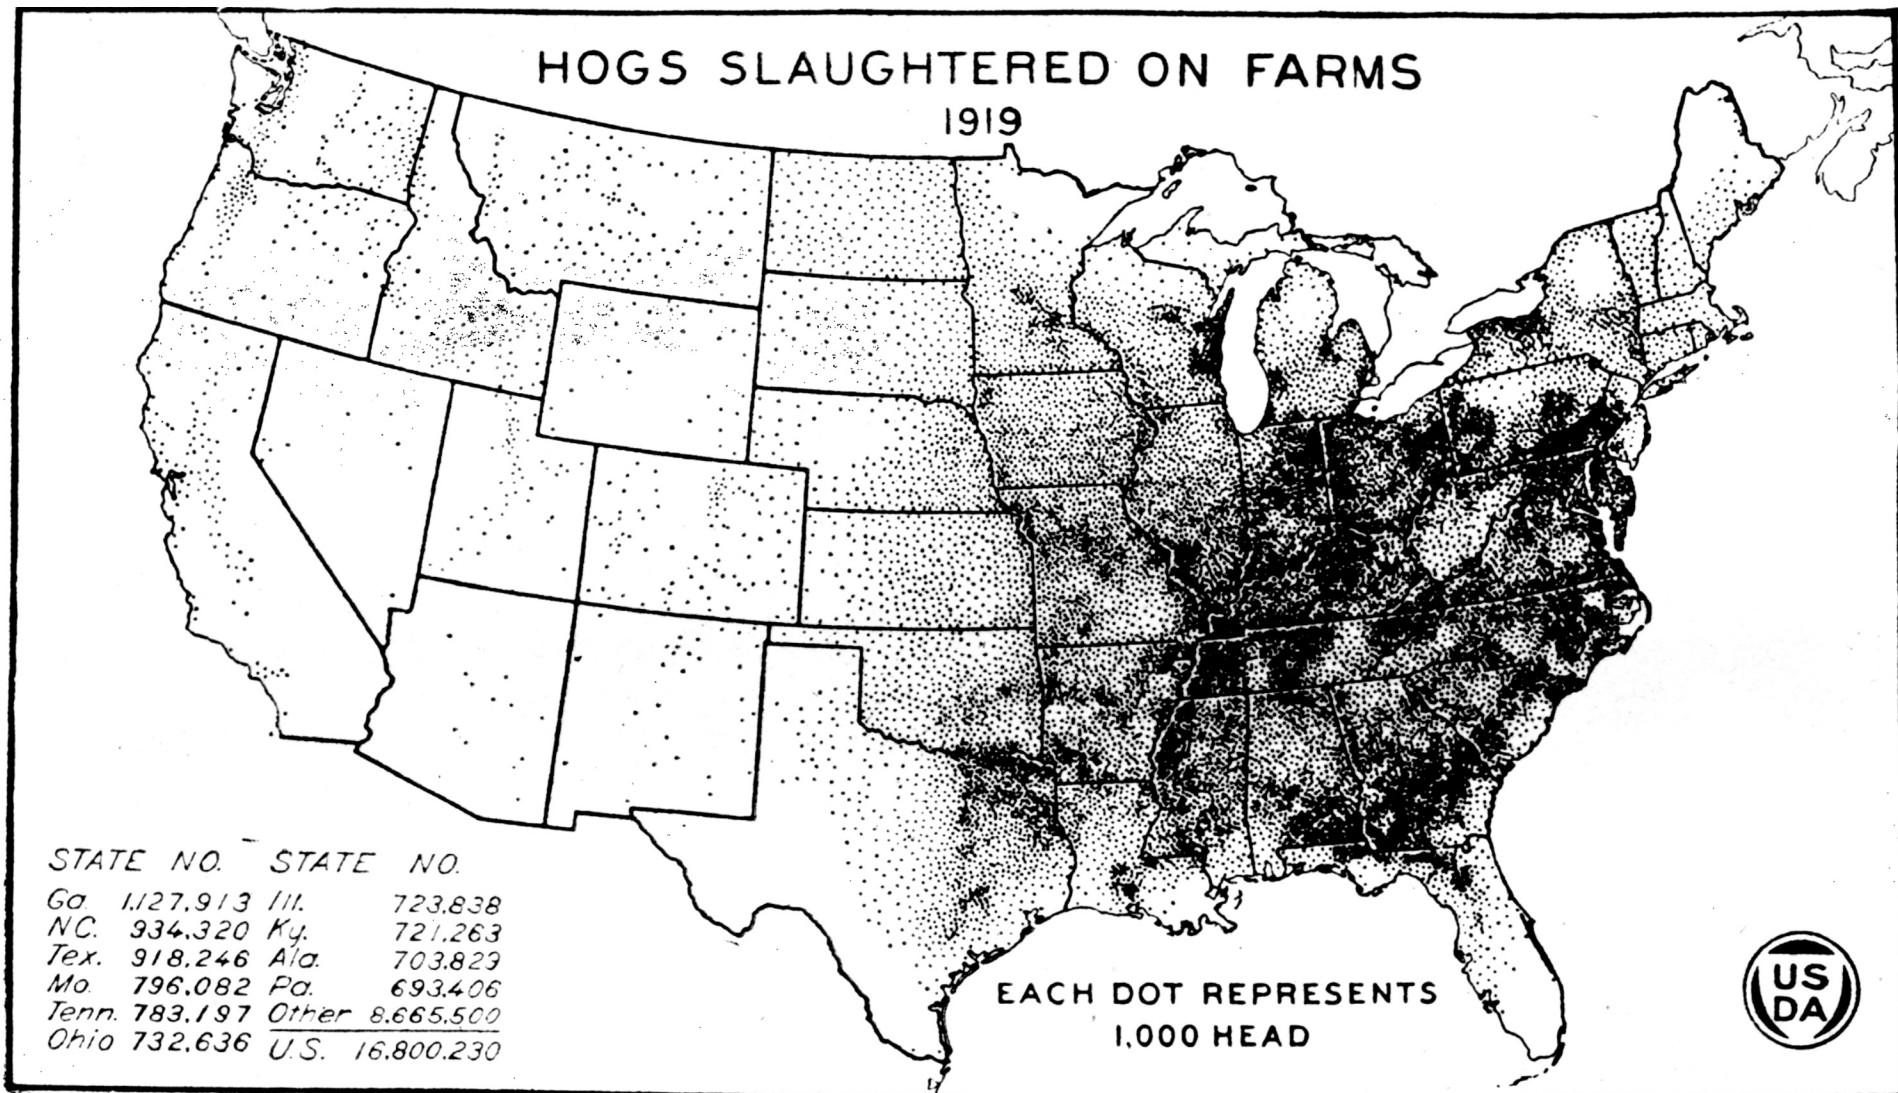 HOGS SLAUGHTERED ON FARMS
1919
STATE NO. STATE NO.
Ga. 1,127,913 Ill. 723,838
N.C. 934,320 Ky. 721,263
Tex. 918,246 Ala. 703,829
Mo. 796,082 Pa. 693,406
Tenn. 783,197 Other 8,665,500
Ohio 732,636 U.S. 16,800,230
EACH DOT REPRESENTS
1,000 HEAD
US
DA